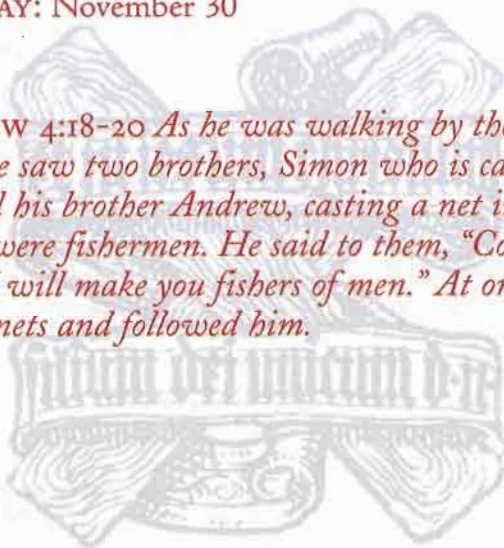 AY: November 30
W 4:18-20 As he was walking by the
e saw two brothers, Simon who is ca
d his brother Andrew, casting a net i
were fishermen. He said to them, “Co
will make you fishers of men.” At o
nets and followed him.